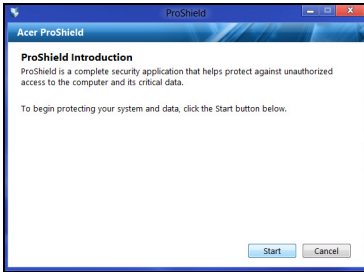 ProShield
Acer ProShield
ProShield Introduction
ProShield is a complete security application that helps protect against unauthorized
access to the computer and its critical data.
To begin protecting your system and data, click the Start button below.
Start
Cancel